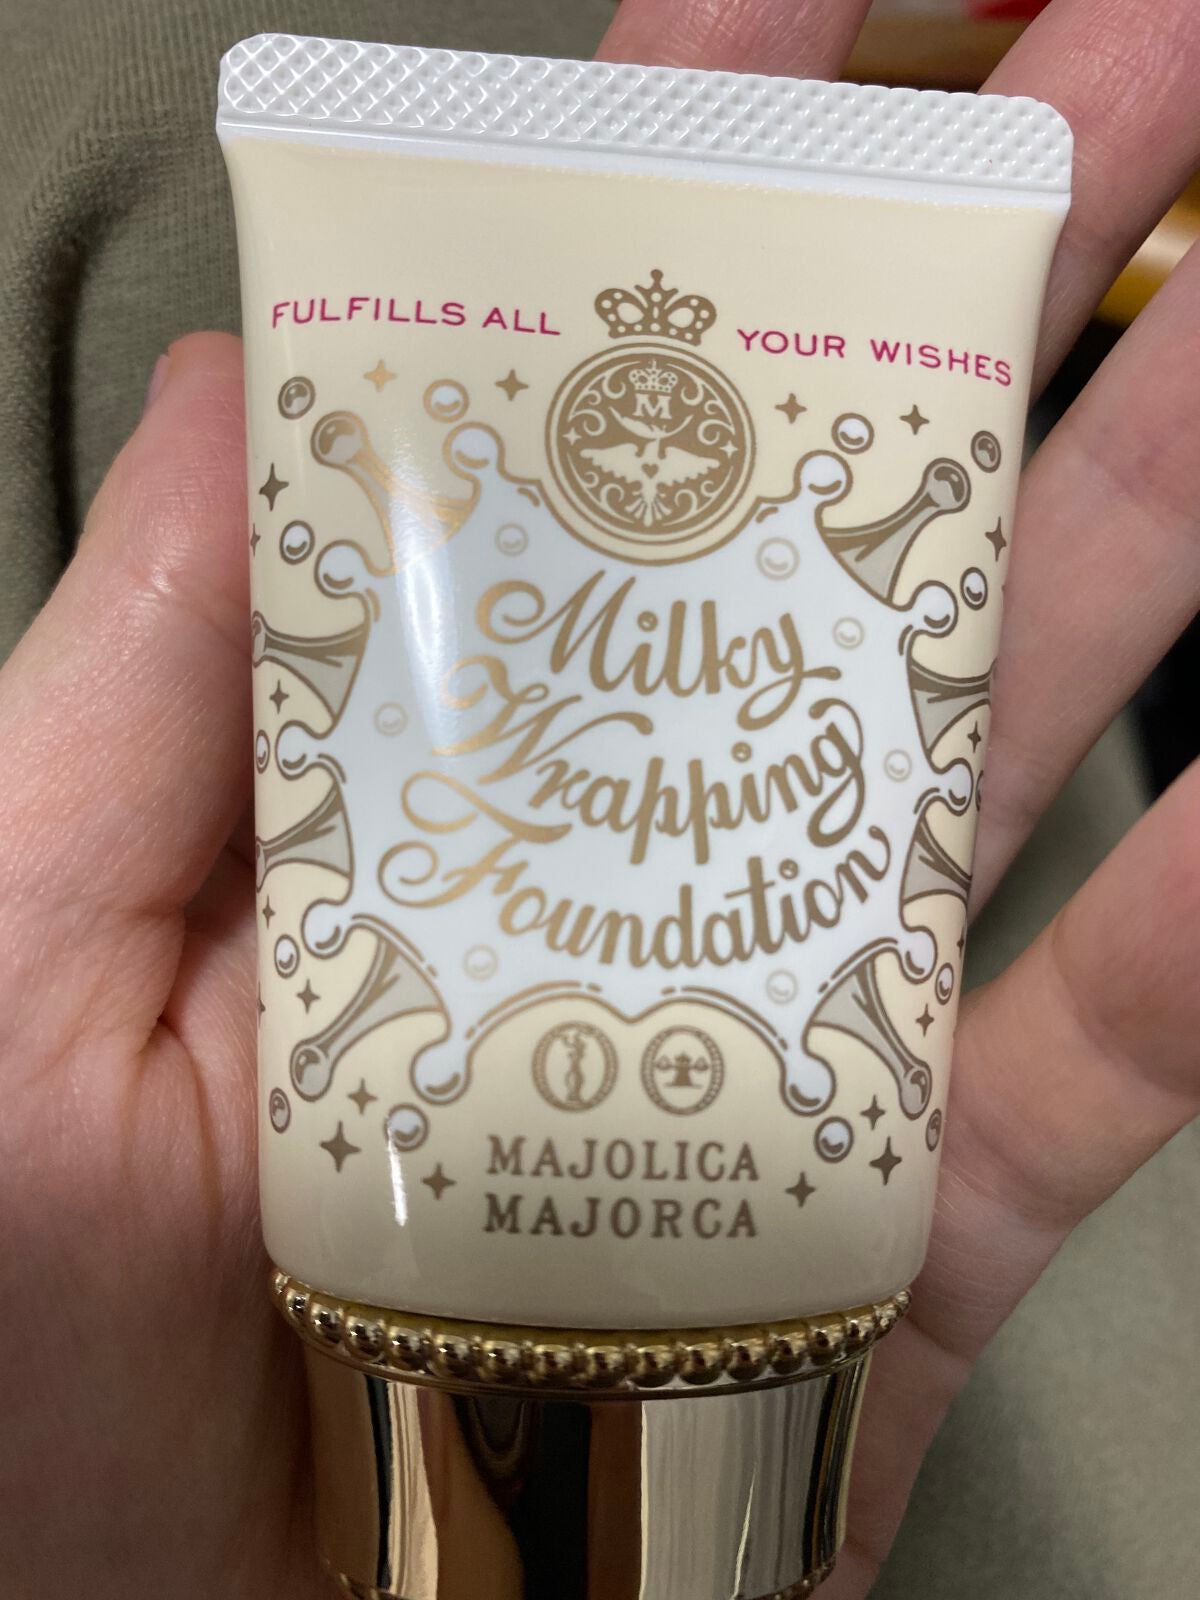 FULFILLS ALL YOUR WISHES
M
Milky
Wrapping
Foundation
MAJOLICA
MAJORCA